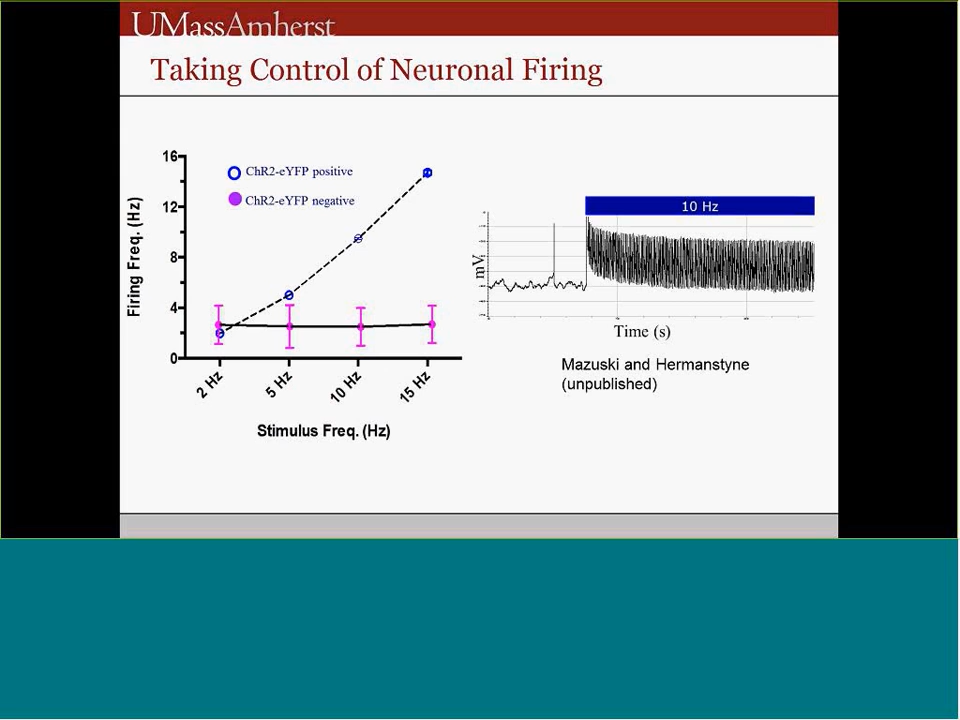 UMassAmherst
Taking Control of Neuronal Firing
16
12
8
4
0
Firing Freq. (Hz)
ChR2-eYFP positive
ChR2-eYFP negative
2 Hz
5 Hz
10 Hz
15 Hz
Stimulus Freq. (Hz)
10 Hz
mV
Time (s)
Mazuski and Hermanstyne
(unpublished)